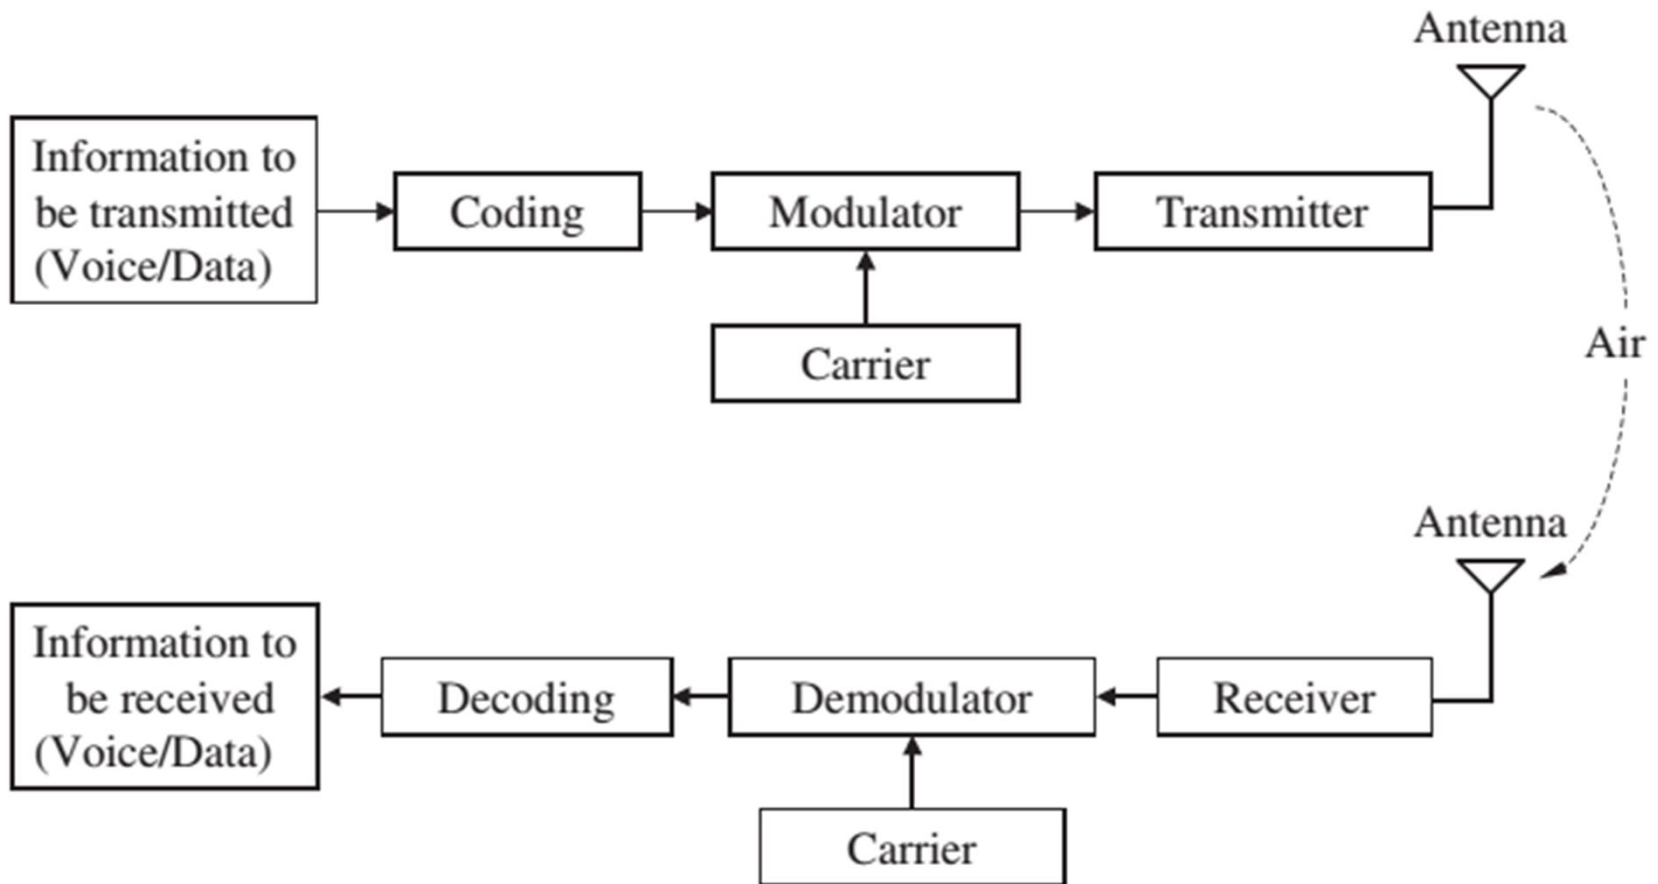 Antenna
Information to
be transmitted
(Voice/Data)
Coding
Modulator
Transmitter
Carrier
Air
Antenna
Information to
be received
(Voice/Data)
Decoding
Demodulator
Receiver
Carrier